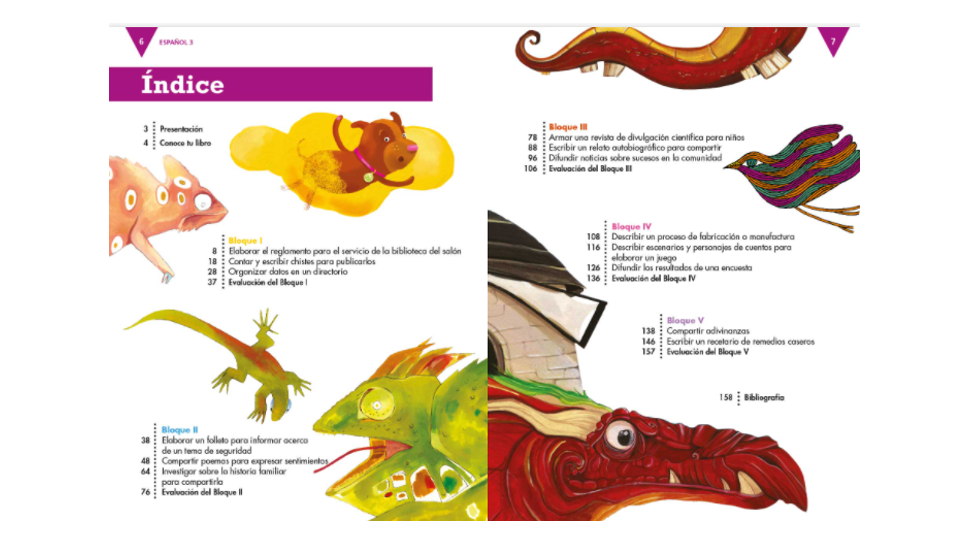 6 ESPAÑOL 3
Índice
3 Presentación
4 Conoce tu libro
Bloque I
8 Elaborar el reglamento para el servicio de la biblioteca del salón
18 Contar y escribir chistes para publicarlos
28 Organizar datos en un directorio
37 Evaluación del Bloque I
Bloque II
38 Elaborar un folleto para informar acerca
de un tema de seguridad
48 Compartir poemas para expresar sentimientos
64 Investigar sobre la historia familiar
para compartirla
76 Evaluación del Bloque II
7
Bloque III
78 Armar una revista de divulgación científica para niños
88 Escribir un relato autobiográfico para compartir
96 Difundir noticias sobre sucesos en la comunidad
106 Evaluación del Bloque III
Bloque IV
108 Describir un proceso de fabricación o manufactura
116 Describir escenarios y personajes de cuentos para
elaborar un juego
126 Difundir los resultados de una encuesta
136 Evaluación del Bloque IV
Bloque V
138 Compartir adivinanzas
146 Escribir un recetario de remedios caseros
157 Evaluación del Bloque V
158 Bibliografía